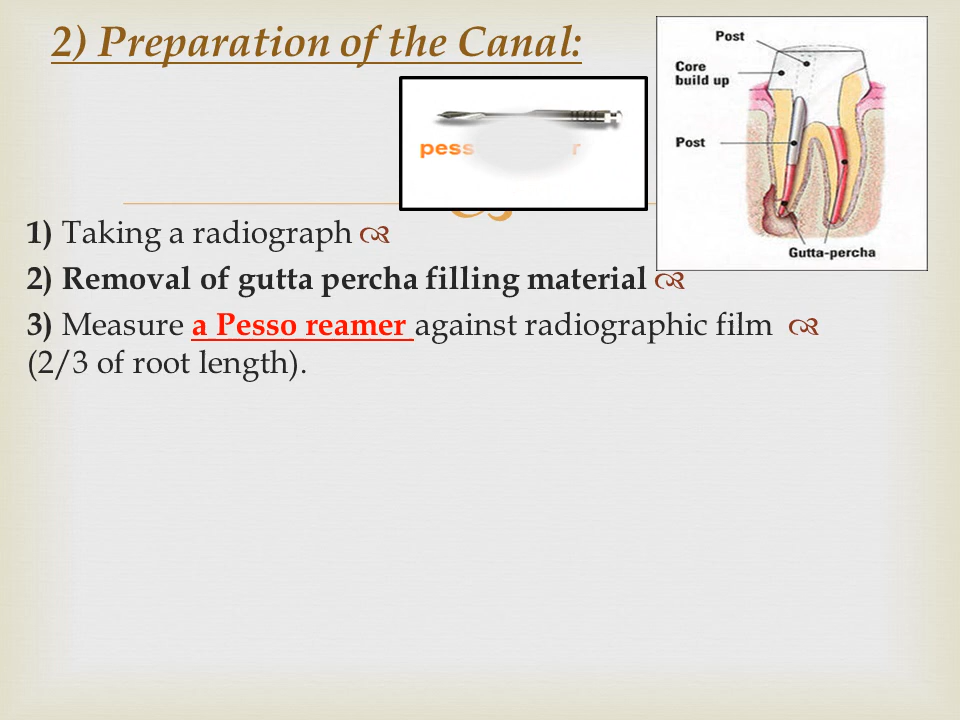 2) Preparation of the Canal:
Post
Core
build up
Post
Gutta-percha
1) Taking a radiograph
2) Removal of gutta percha filling material
3) Measure a Pesso reamer against radiographic film
(2/3 of root length).